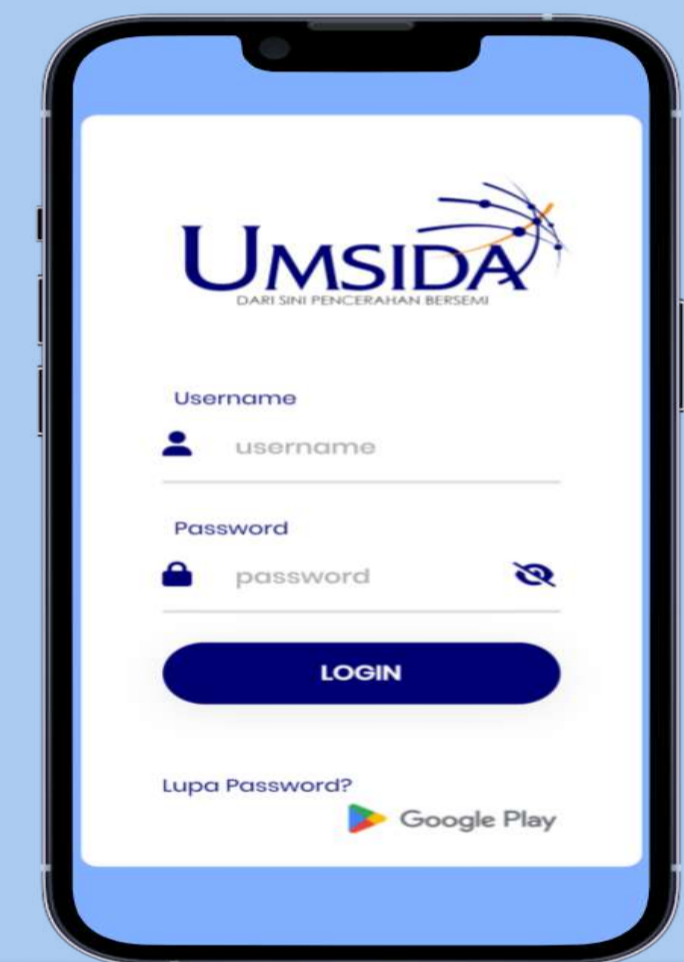 UMSIDA
DARI SINI PENCERAHAN BERSEMI
Username
username
Password
password
LOGIN
Lupa Password?
Google Play